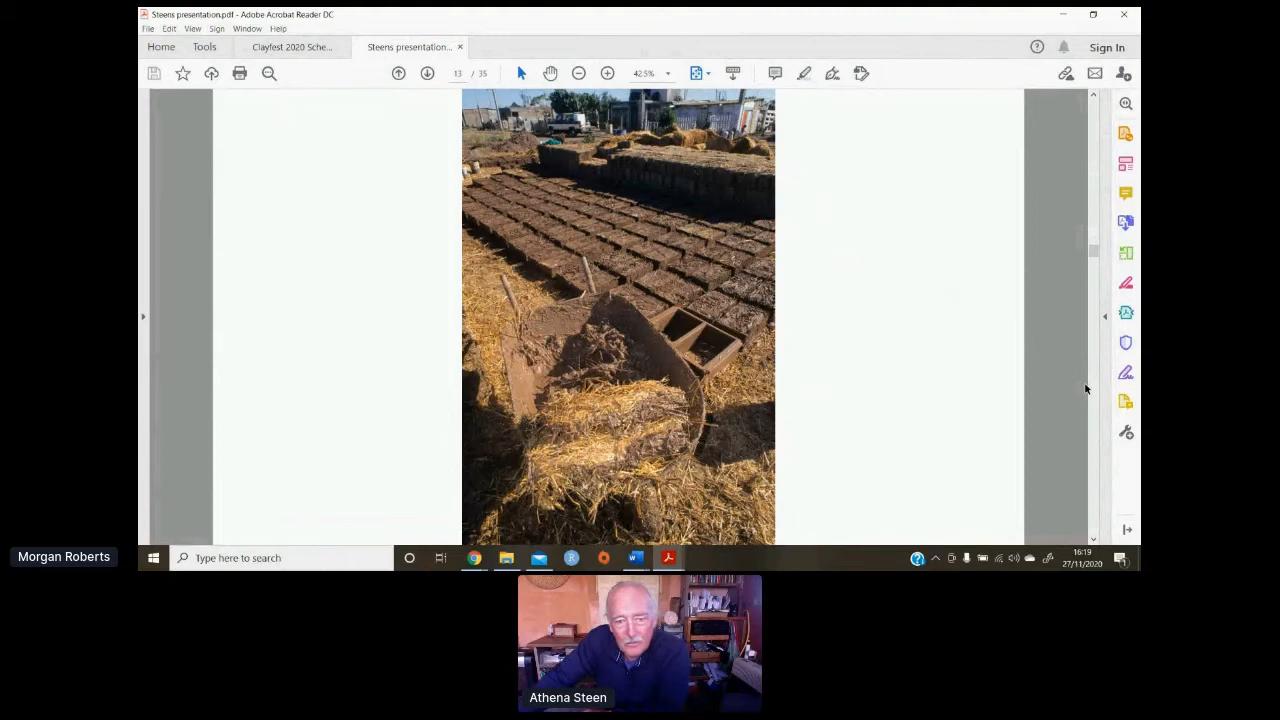 Steens presentation.pdf - Adobe Acrobat Reader DC
File Edit View Sign Window Help
Home Tools Clayfest 2020 Sche... Steens presentation... Sign In
13 / 35 42.5%
Morgan Roberts
Type here to search
16:19
27/11/2020
Athena Steen